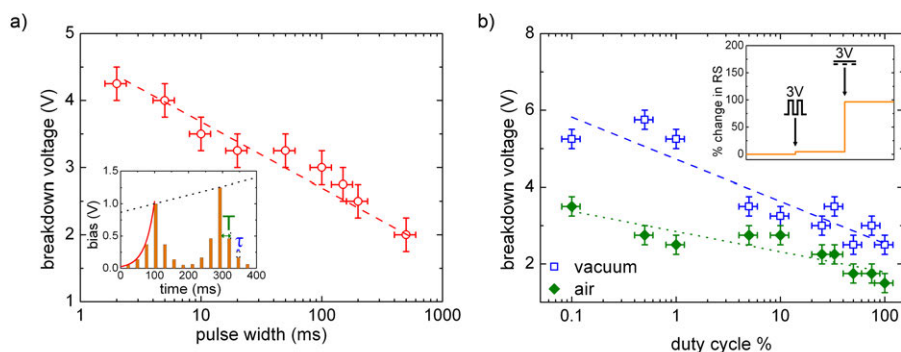 a)
5
4
3
2
1
breakdown voltage (V)
1
10
100
1000
pulse width (ms)
1.5
1.0
0.5
0.0
bias (V)
0 100 200 300 400
time (ms)
T
τ
b)
8
6
4
2
breakdown voltage (V)
0.1
1
10
100
duty cycle %
vacuum
air
200
150
100
50
0
% change in RS
3V
3V